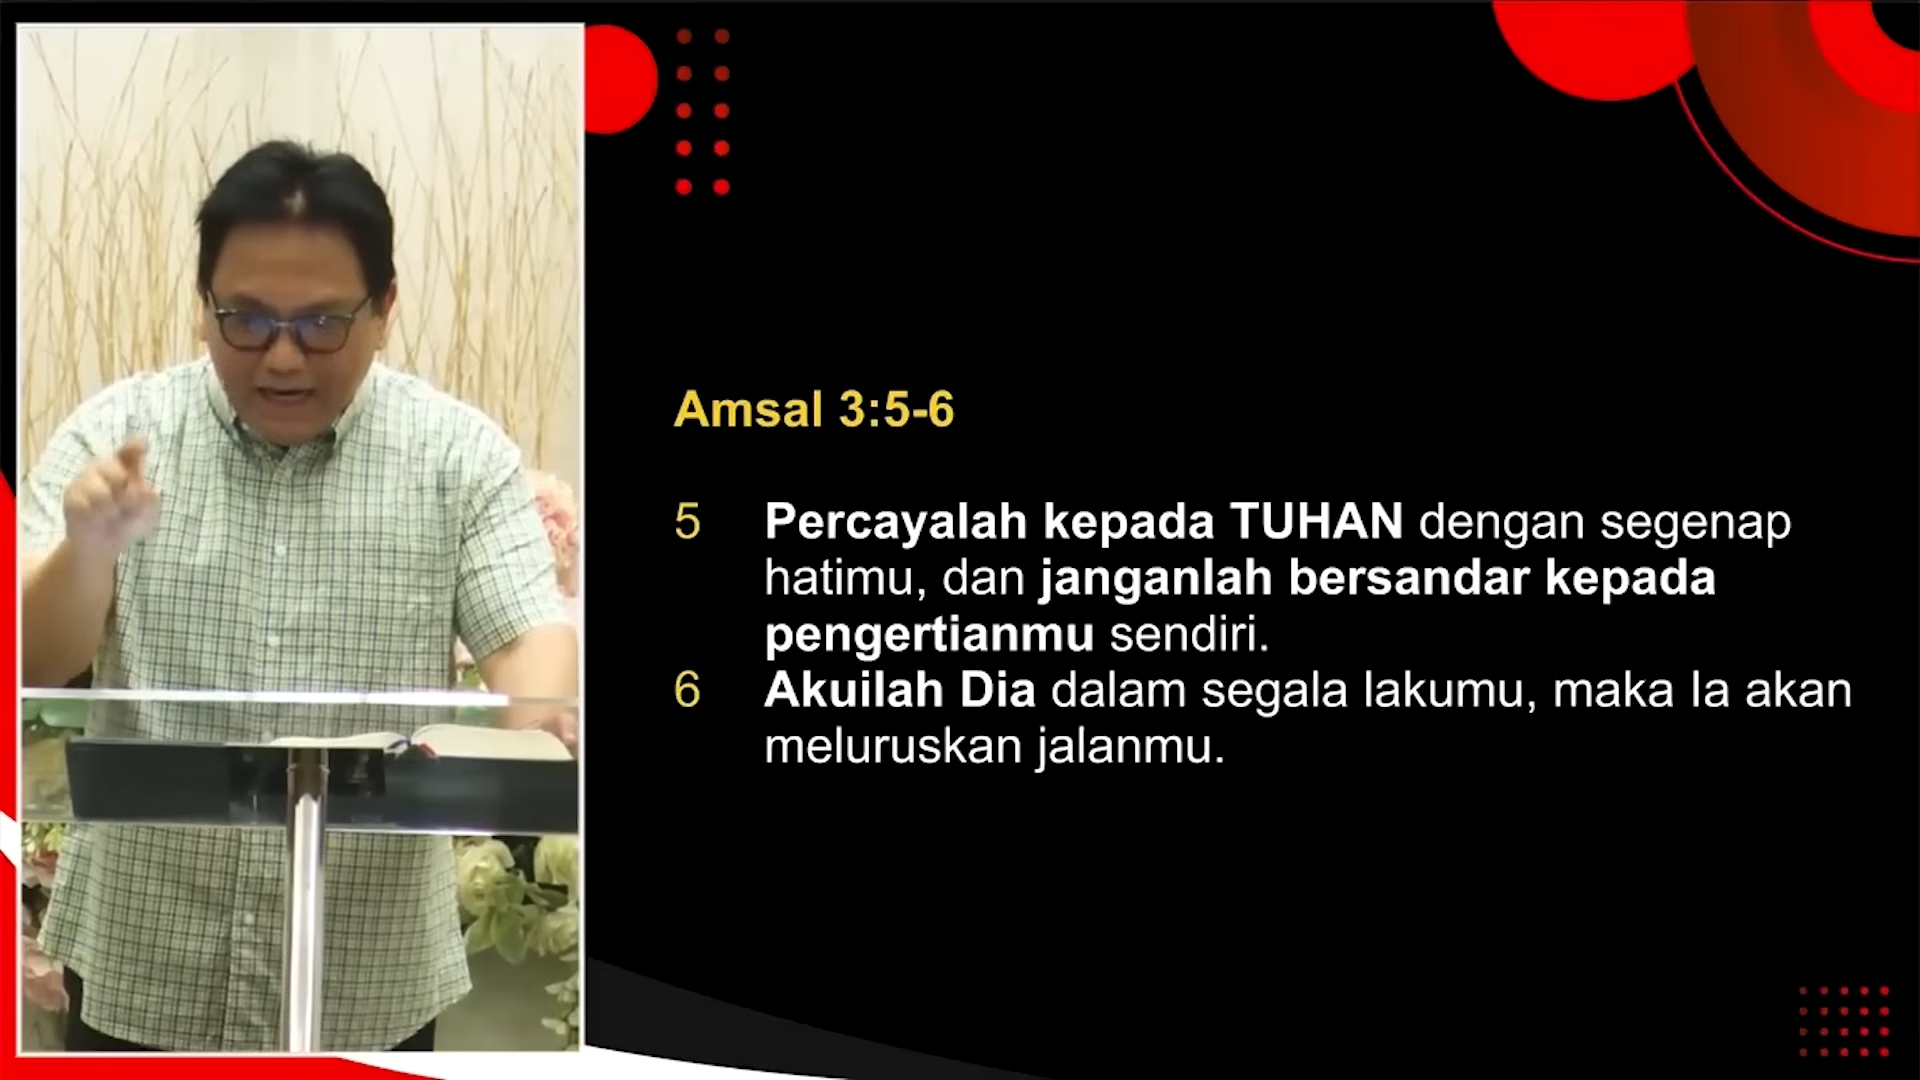 Amsal 3:5-6
5 Percayalah kepada TUHAN dengan segenap
hatimu, dan janganlah bersandar kepada
pengertianmu sendiri.
6 Akuilah Dia dalam segala lakumu, maka Ia akan
meluruskan jalanmu.